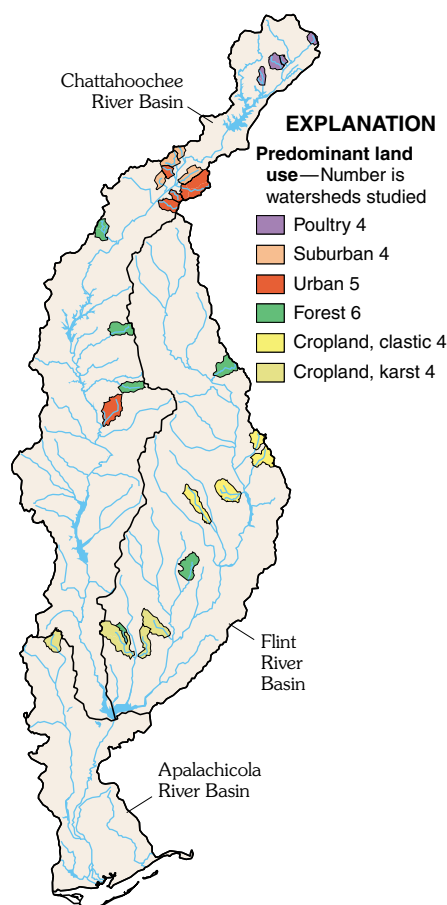 Chattahoochee
River Basin
EXPLANATION
Predominant land
use—Number is
watersheds studied
Poultry 4
Suburban 4
Urban 5
Forest 6
Cropland, clastic 4
Cropland, karst 4
Flint
River
Basin
Apalachicola
River Basin